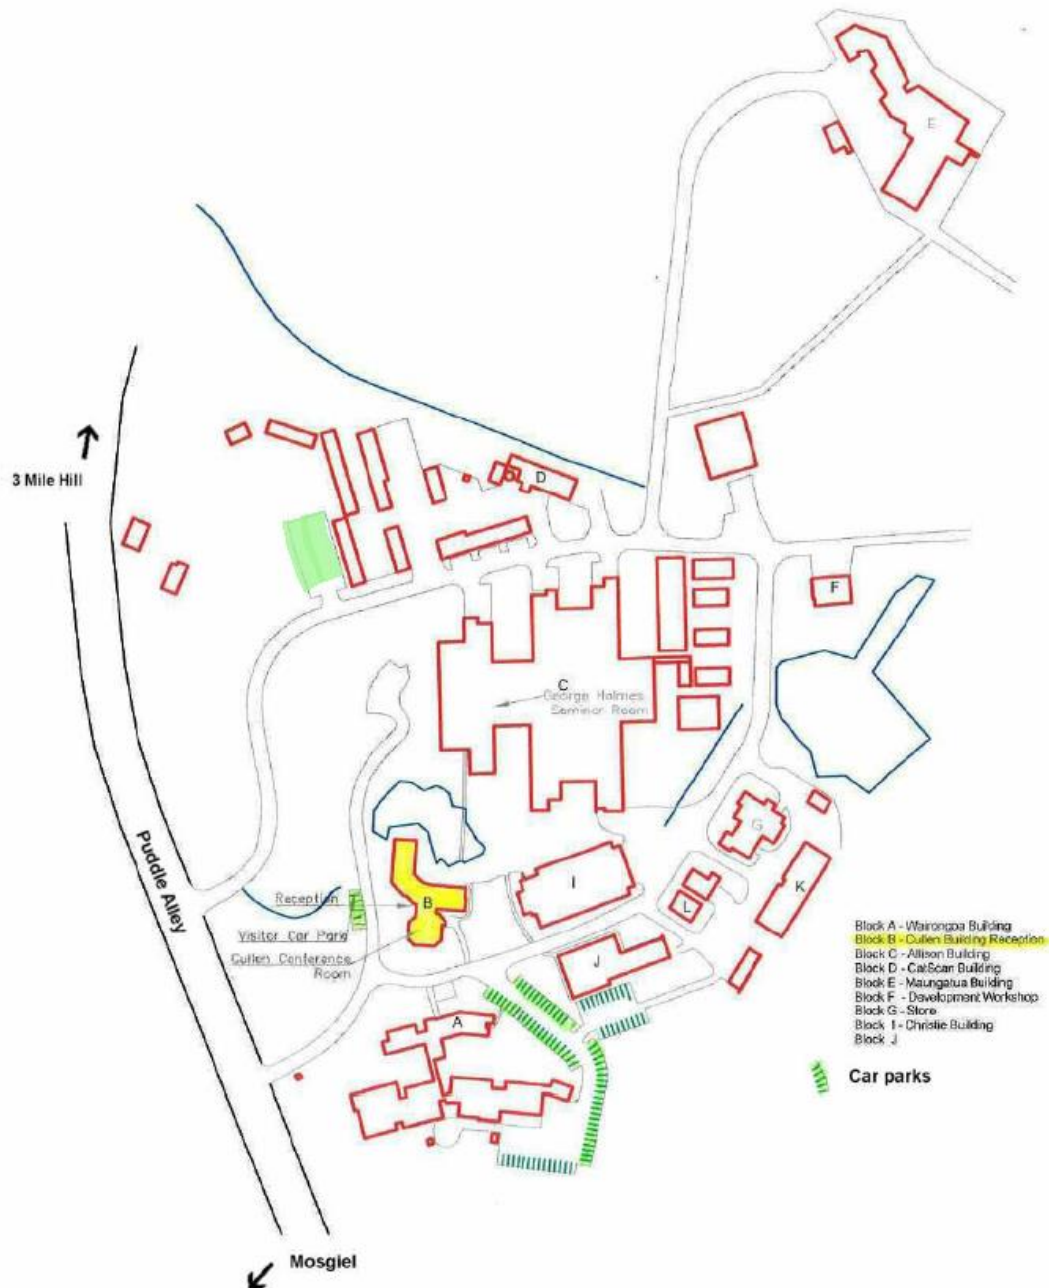 E
3 Mile Hill
D
F
C
George Holmes
Seminar Room
Puddle Alley
G
I
K
L
Reception
B
Visitor Car Park
Cullen Conference
Room
J
A
Block A - Wairongoa Building
Block B - Cullen Building Reception
Block C - Allison Building
Block D - CatScan Building
Block E - Maungatua Building
Block F - Development Workshop
Block G - Store
Block I - Christie Building
Block J
Car parks
Mosgiel